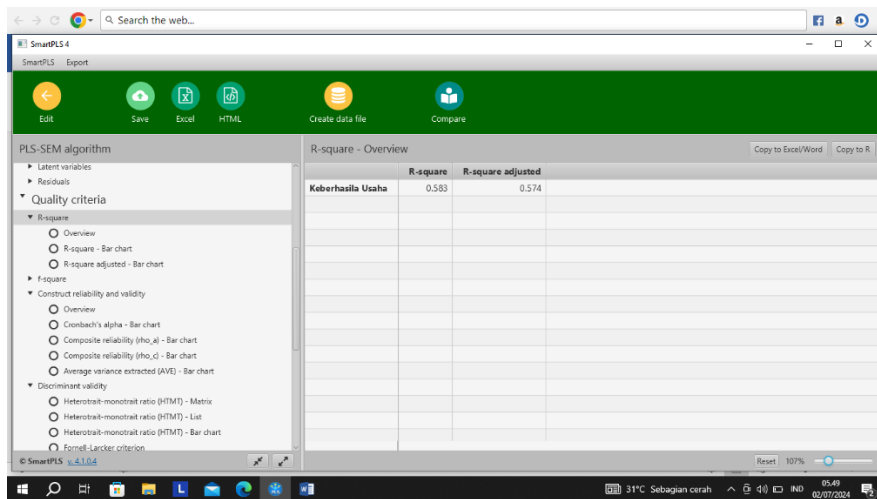 Search the web...
SmartPLS 4
SmartPLS Export
Edit Save Excel HTML Create data file Compare
PLS-SEM algorithm
Latent variables
Residuals
Quality criteria
R-square
Overview
R-square - Bar chart
R-square adjusted - Bar chart
f-square
Construct reliability and validity
Overview
Cronbach's alpha - Bar chart
Composite reliability (rho_a) - Bar chart
Composite reliability (rho_c) - Bar chart
Average variance extracted (AVE) - Bar chart
Discriminant validity
Heterotrait-monotrait ratio (HTMT) - Matrix
Heterotrait-monotrait ratio (HTMT) - List
Heterotrait-monotrait ratio (HTMT) - Bar chart
Fornell-Larcker criterion
© SmartPLS v. 4.1.0.4
R-square - Overview Copy to Excel/Word Copy to R
R-square R-square adjusted
Keberhasila Usaha 0.583 0.574
Reset 107%
31°C Sebagian cerah IND 05.49
02/07/2024